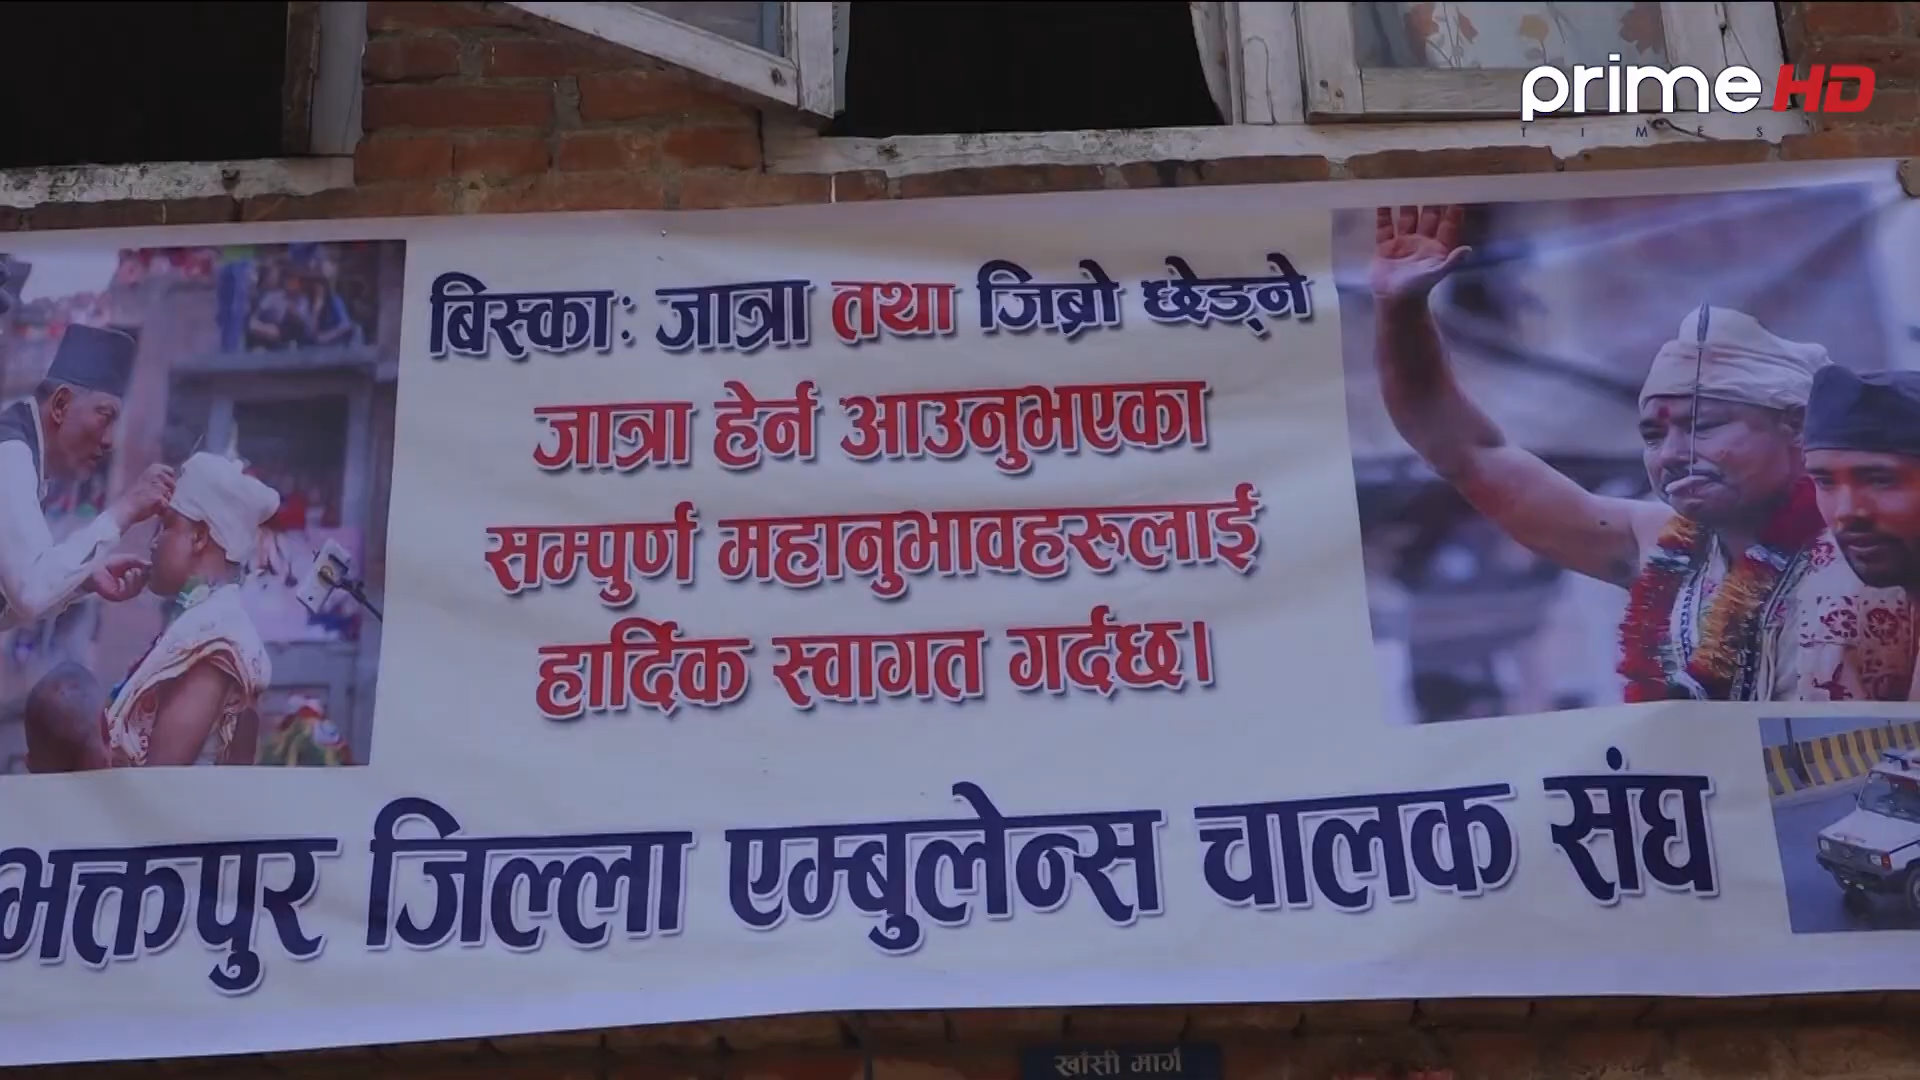 prime HD
TIMES
बिस्काः जात्रा तथा जिब्रो छेड्ने
जात्रा हेर्न आउनुभएका
सम्पुर्ण महानुभावहरूलाई
हार्दिक स्वागत गर्दछ।
भक्तपुर जिल्ला एम्बुलेन्स चालक संघ
खाँसी मार्ग